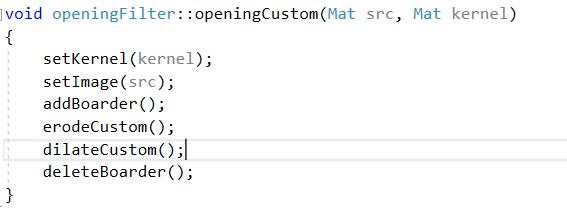 void openingFilter::openingCustom(Mat src, Mat kernel)
{
    setKernel(kernel);
    setImage(src);
    addBoarder();
    erodeCustom();
    dilateCustom();
    deleteBoarder();
}